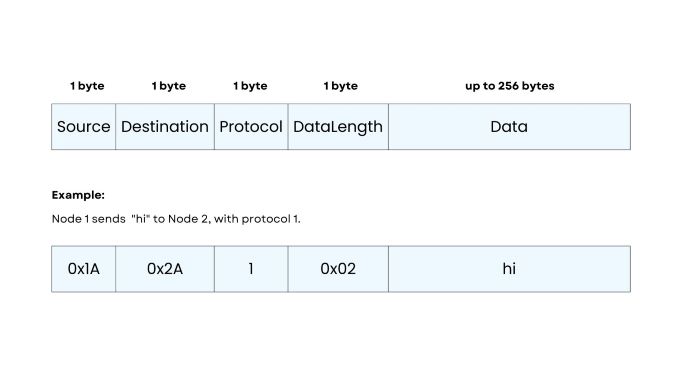 1 byte 1 byte 1 byte 1 byte up to 256 bytes
Source Destination Protocol DataLength Data
Example:
Node 1 sends "hi" to Node 2, with protocol 1.
0x1A 0x2A 1 0x02 hi